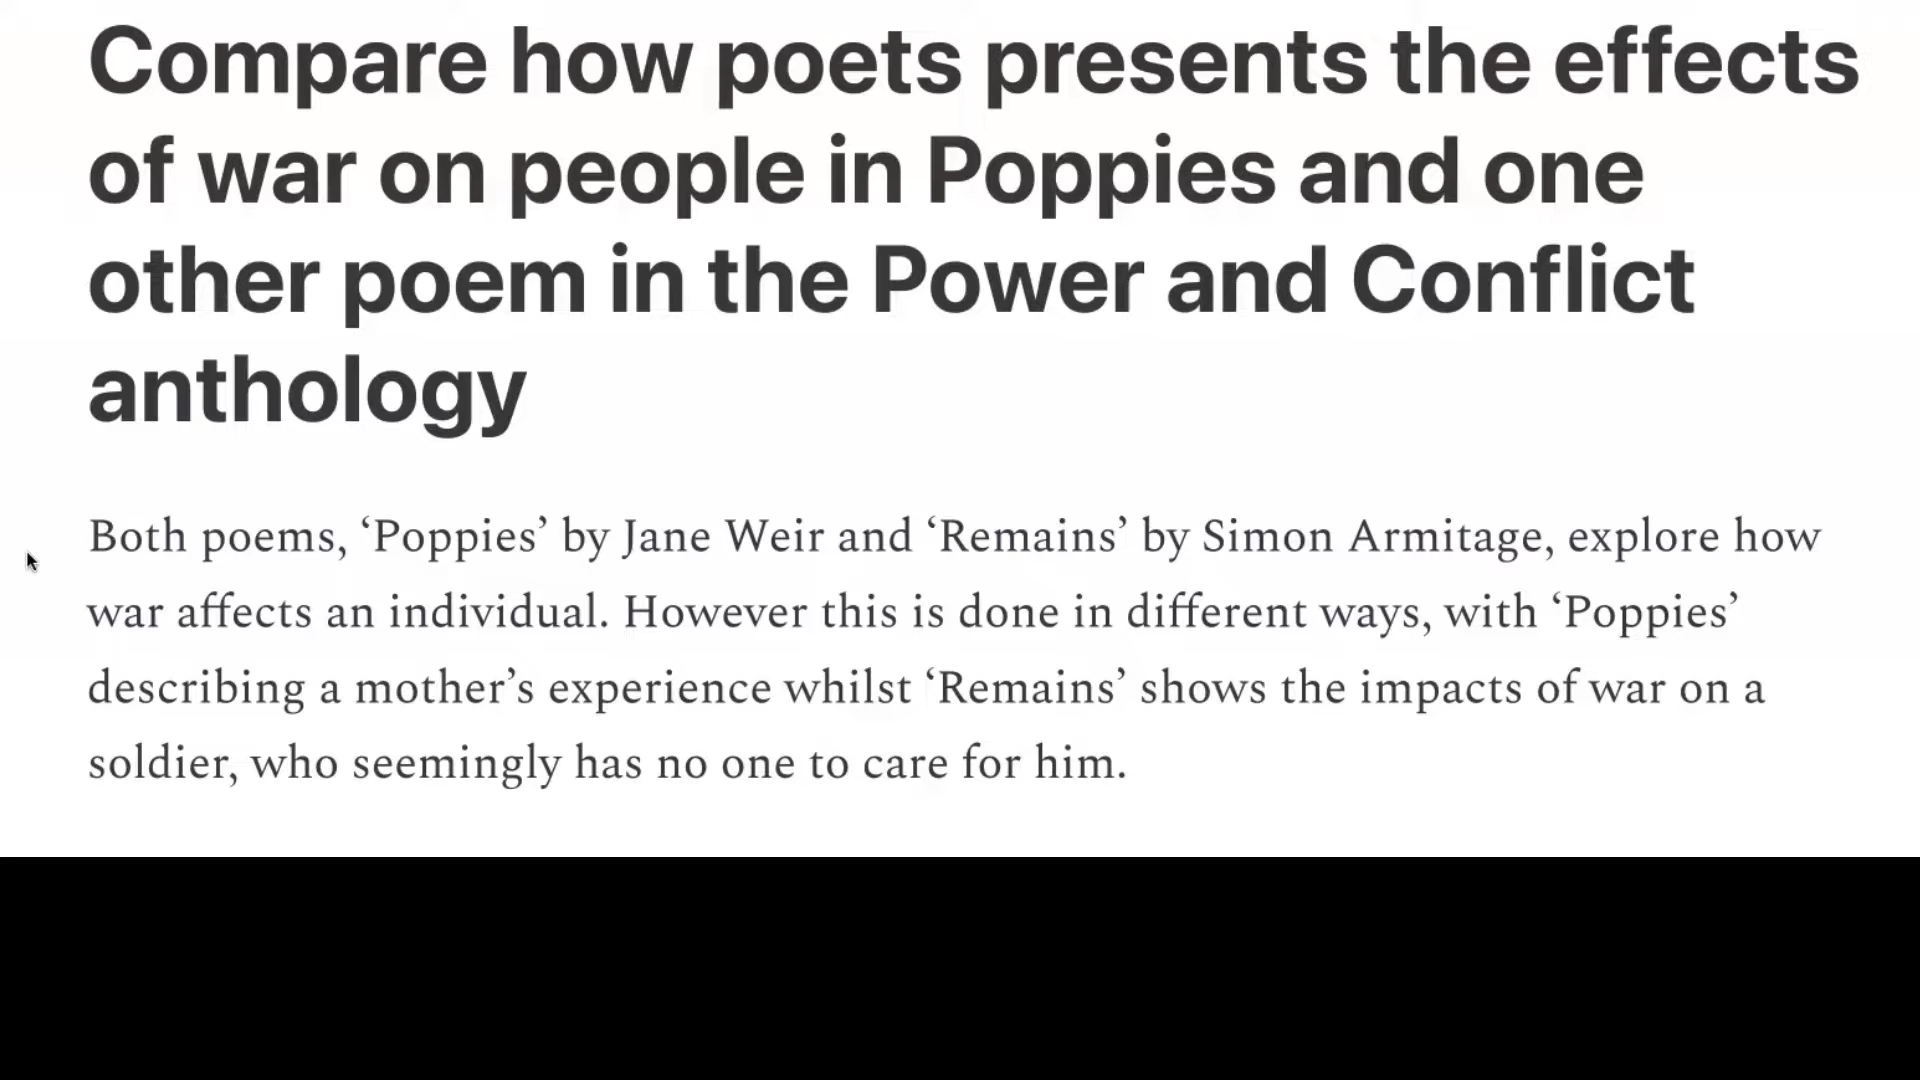 Compare how poets presents the effects
of war on people in Poppies and one
other poem in the Power and Conflict
anthology
Both poems, ‘Poppies’ by Jane Weir and ‘Remains’ by Simon Armitage, explore how
war affects an individual. However this is done in different ways, with ‘Poppies’
describing a mother’s experience whilst ‘Remains’ shows the impacts of war on a
soldier, who seemingly has no one to care for him.